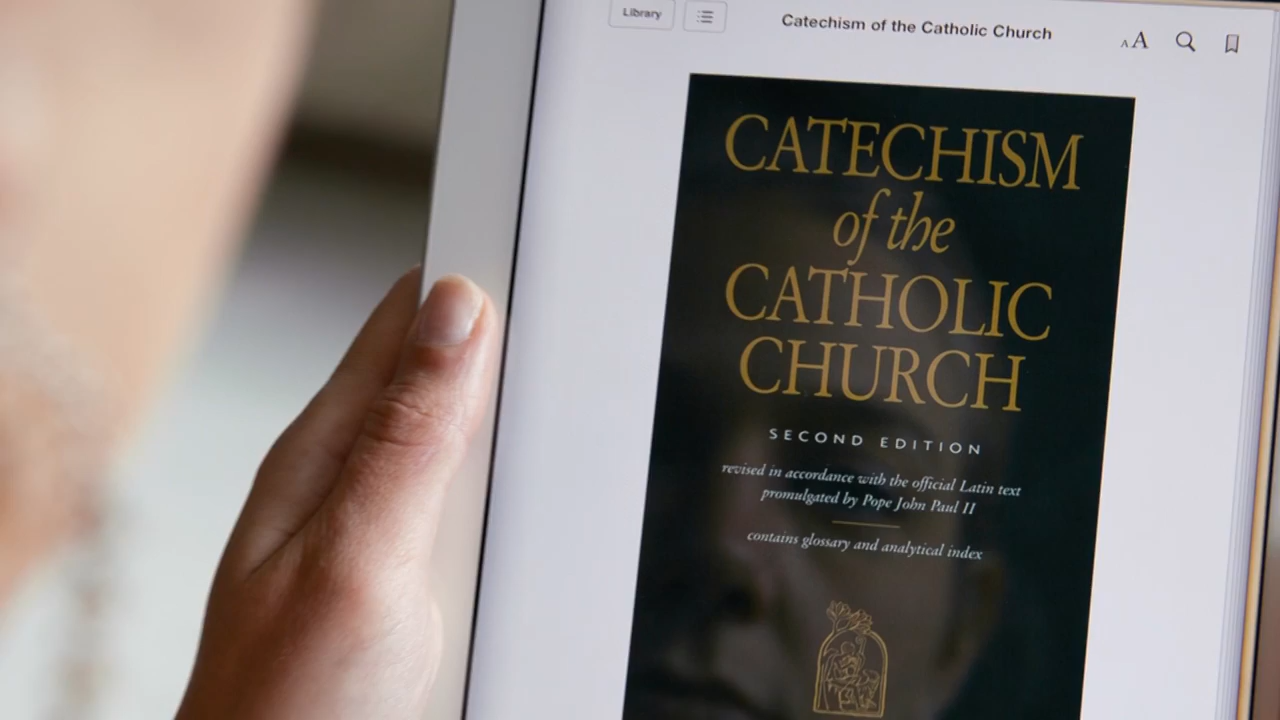 Library
Catechism of the Catholic Church
AA
CATECHISM
of the
CATHOLIC
CHURCH
SECOND EDITION
revised in accordance with the official Latin text
promulgated by Pope John Paul II
contains glossary and analytical index